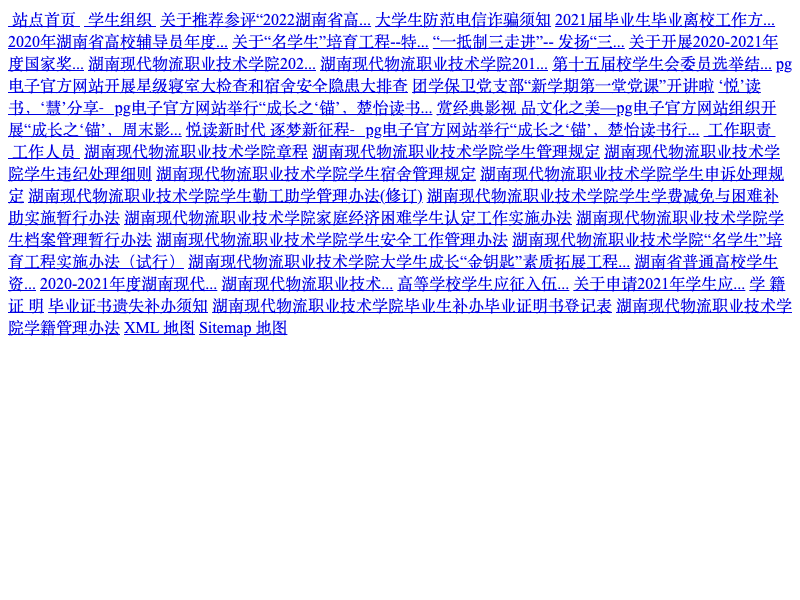 站点首页  学生组织  关于推荐参评“2022湖南省高... 大学生防范电信诈骗须知 2021届毕业生毕业离校工作方...
2020年湖南省高校辅导员年度... 关于“名学生”培育工程--特... “一抵制三走进”-- 发扬“三... 关于开展2020-2021年
度国家奖... 湖南现代物流职业技术学院202... 湖南现代物流职业技术学院201... 第十五届校学生会委员选举结... pg
电子官方网站开展星级寝室大检查和宿舍安全隐患大排查 团学保卫党支部“新学期第一堂党课”开讲啦 ‘悦’读
书，‘慧’分享-  pg电子官方网站举行“成长之‘锚’，楚怡读书... 赏经典影视 品文化之美—pg电子官方网站组织开
展“成长之‘锚’，周末影... 悦读新时代 逐梦新征程-  pg电子官方网站举行“成长之‘锚’，楚怡读书行...  工作职责
工作人员  湖南现代物流职业技术学院章程 湖南现代物流职业技术学院学生管理规定 湖南现代物流职业技术学
院学生违纪处理细则 湖南现代物流职业技术学院学生宿舍管理规定 湖南现代物流职业技术学院学生申诉处理规
定 湖南现代物流职业技术学院学生勤工助学管理办法(修订) 湖南现代物流职业技术学院学生学费减免与困难补
助实施暂行办法 湖南现代物流职业技术学院家庭经济困难学生认定工作实施办法 湖南现代物流职业技术学院学
生档案管理暂行办法 湖南现代物流职业技术学院学生安全工作管理办法 湖南现代物流职业技术学院“名学生”培
育工程实施办法（试行） 湖南现代物流职业技术学院大学生成长“金钥匙”素质拓展工程... 湖南省普通高校学生
资... 2020-2021年度湖南现代... 湖南现代物流职业技术... 高等学校学生应征入伍... 关于申请2021年学生应... 学 籍
证 明 毕业证书遗失补办须知 湖南现代物流职业技术学院毕业生补办毕业证明书登记表 湖南现代物流职业技术学
院学籍管理办法 XML 地图 Sitemap 地图